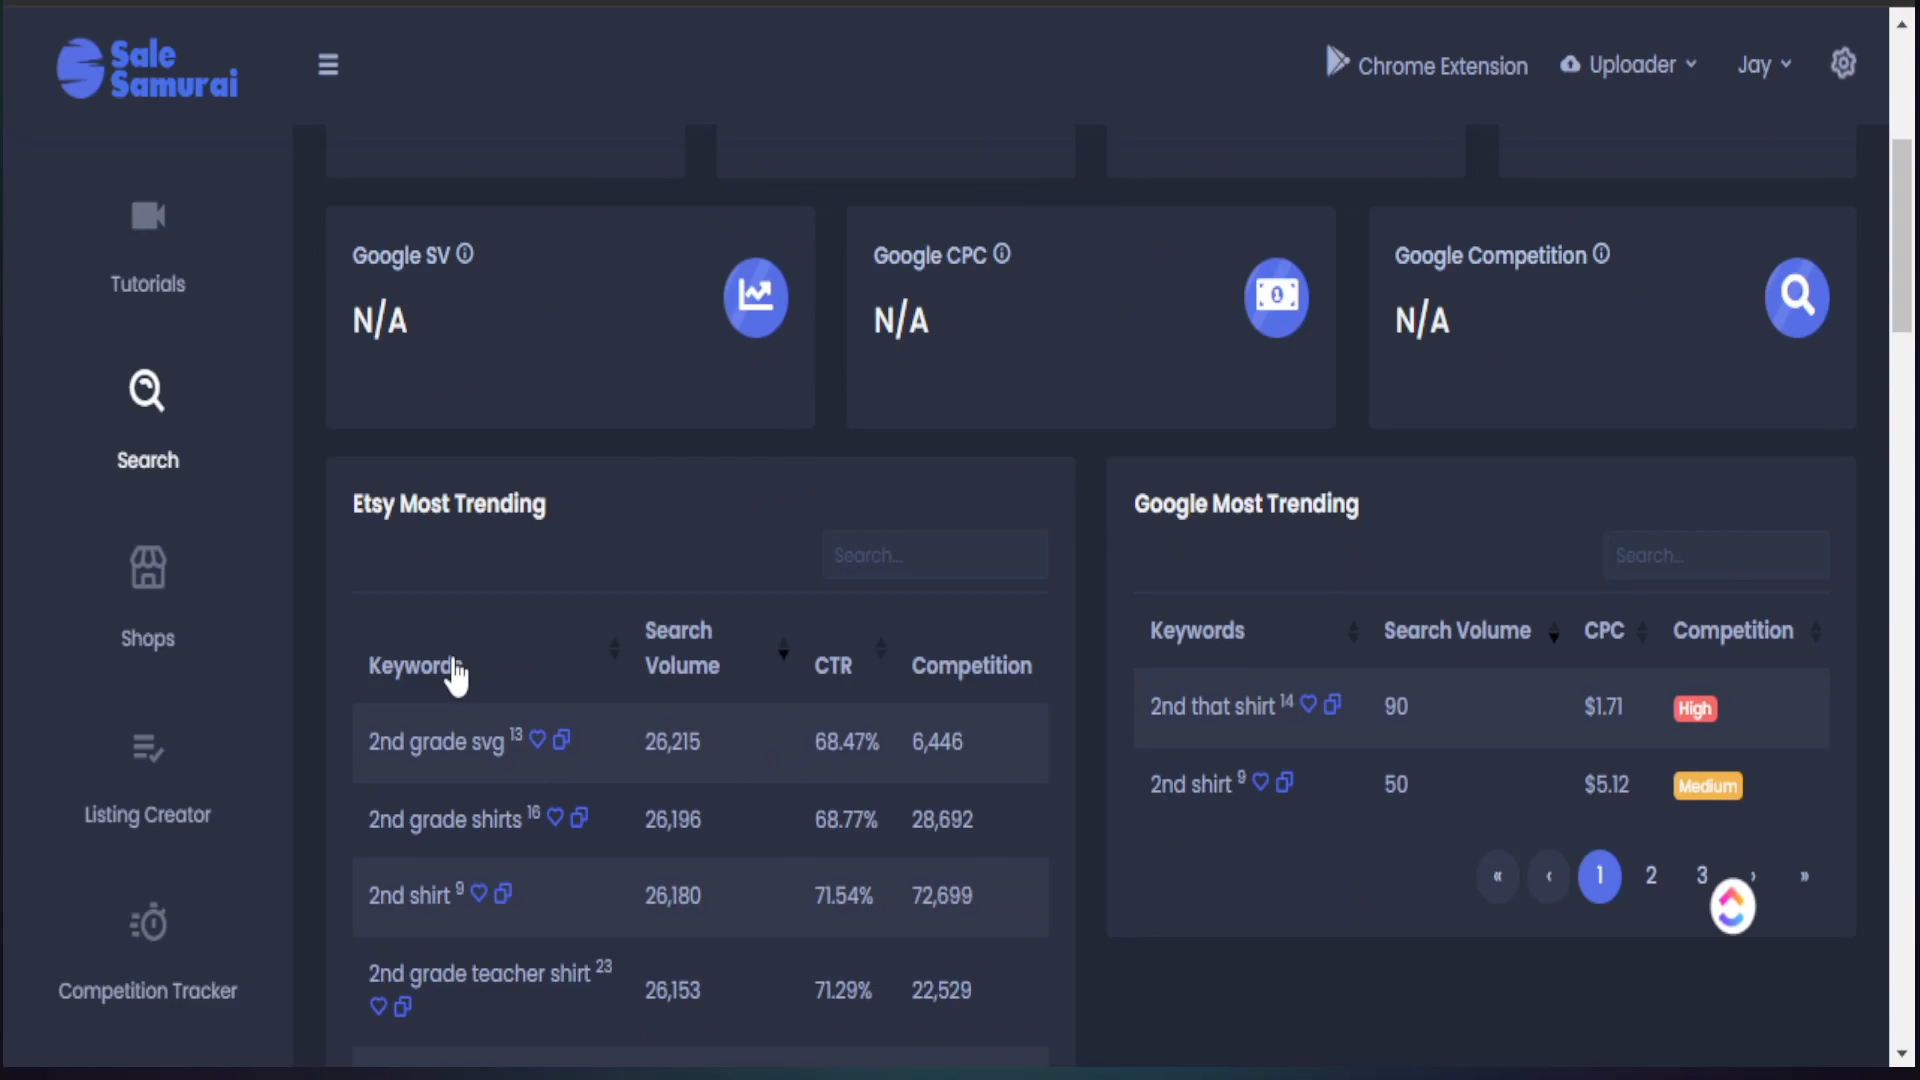 Sale
Samurai
Chrome Extension
Uploader
Jay
Tutorials
Search
Shops
Listing Creator
Competition Tracker
Google SV
N/A
Google CPC
N/A
Google Competition
N/A
Etsy Most Trending
Search...
Keywords Search Volume CTR Competition
2nd grade svg 13 26,215 68.47% 6,446
2nd grade shirts 16 26,196 68.77% 28,692
2nd shirt 9 26,180 71.54% 72,699
2nd grade teacher shirt 23 26,153 71.29% 22,529
Google Most Trending
Search...
Keywords Search Volume CPC Competition
2nd that shirt 14 90 $1.71 High
2nd shirt 9 50 $5.12 Medium
« ‹ 1 2 3 › »